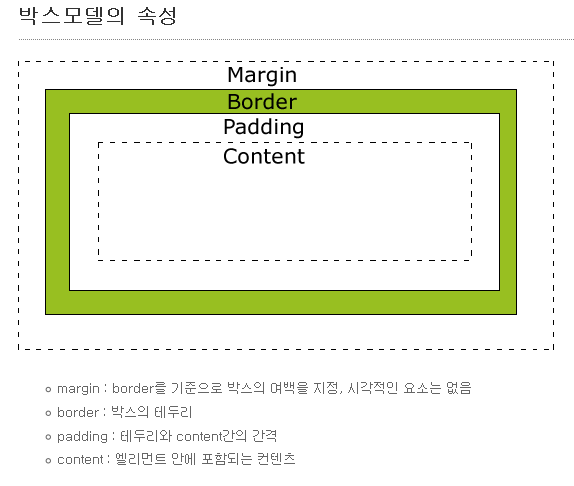 박스모델의 속성
Margin
Border
Padding
Content
margin : border를 기준으로 박스의 여백을 지정, 시각적인 요소는 없음
border : 박스의 테두리
padding : 테두리와 content간의 간격
content : 엘리먼트 안에 포함되는 컨텐츠